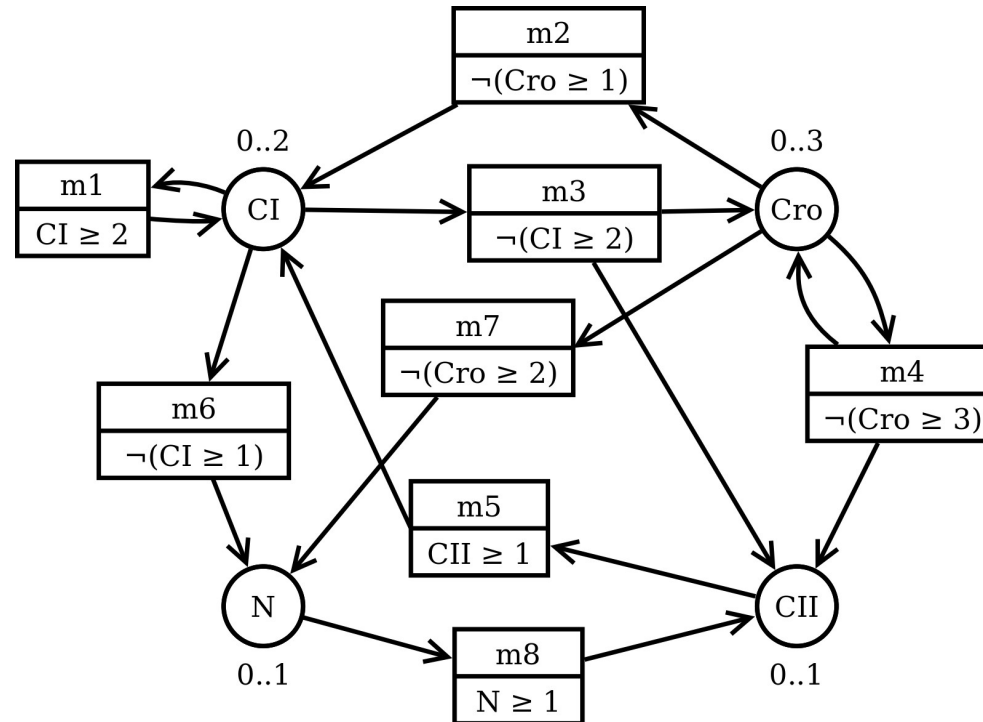 m2
¬(Cro ≥ 1)
0..2
0..3
m1
CI ≥ 2
CI
m3
¬(CI ≥ 2)
Cro
m7
¬(Cro ≥ 2)
m4
¬(Cro ≥ 3)
m6
¬(CI ≥ 1)
m5
CII ≥ 1
N
CII
0..1
m8
N ≥ 1
0..1